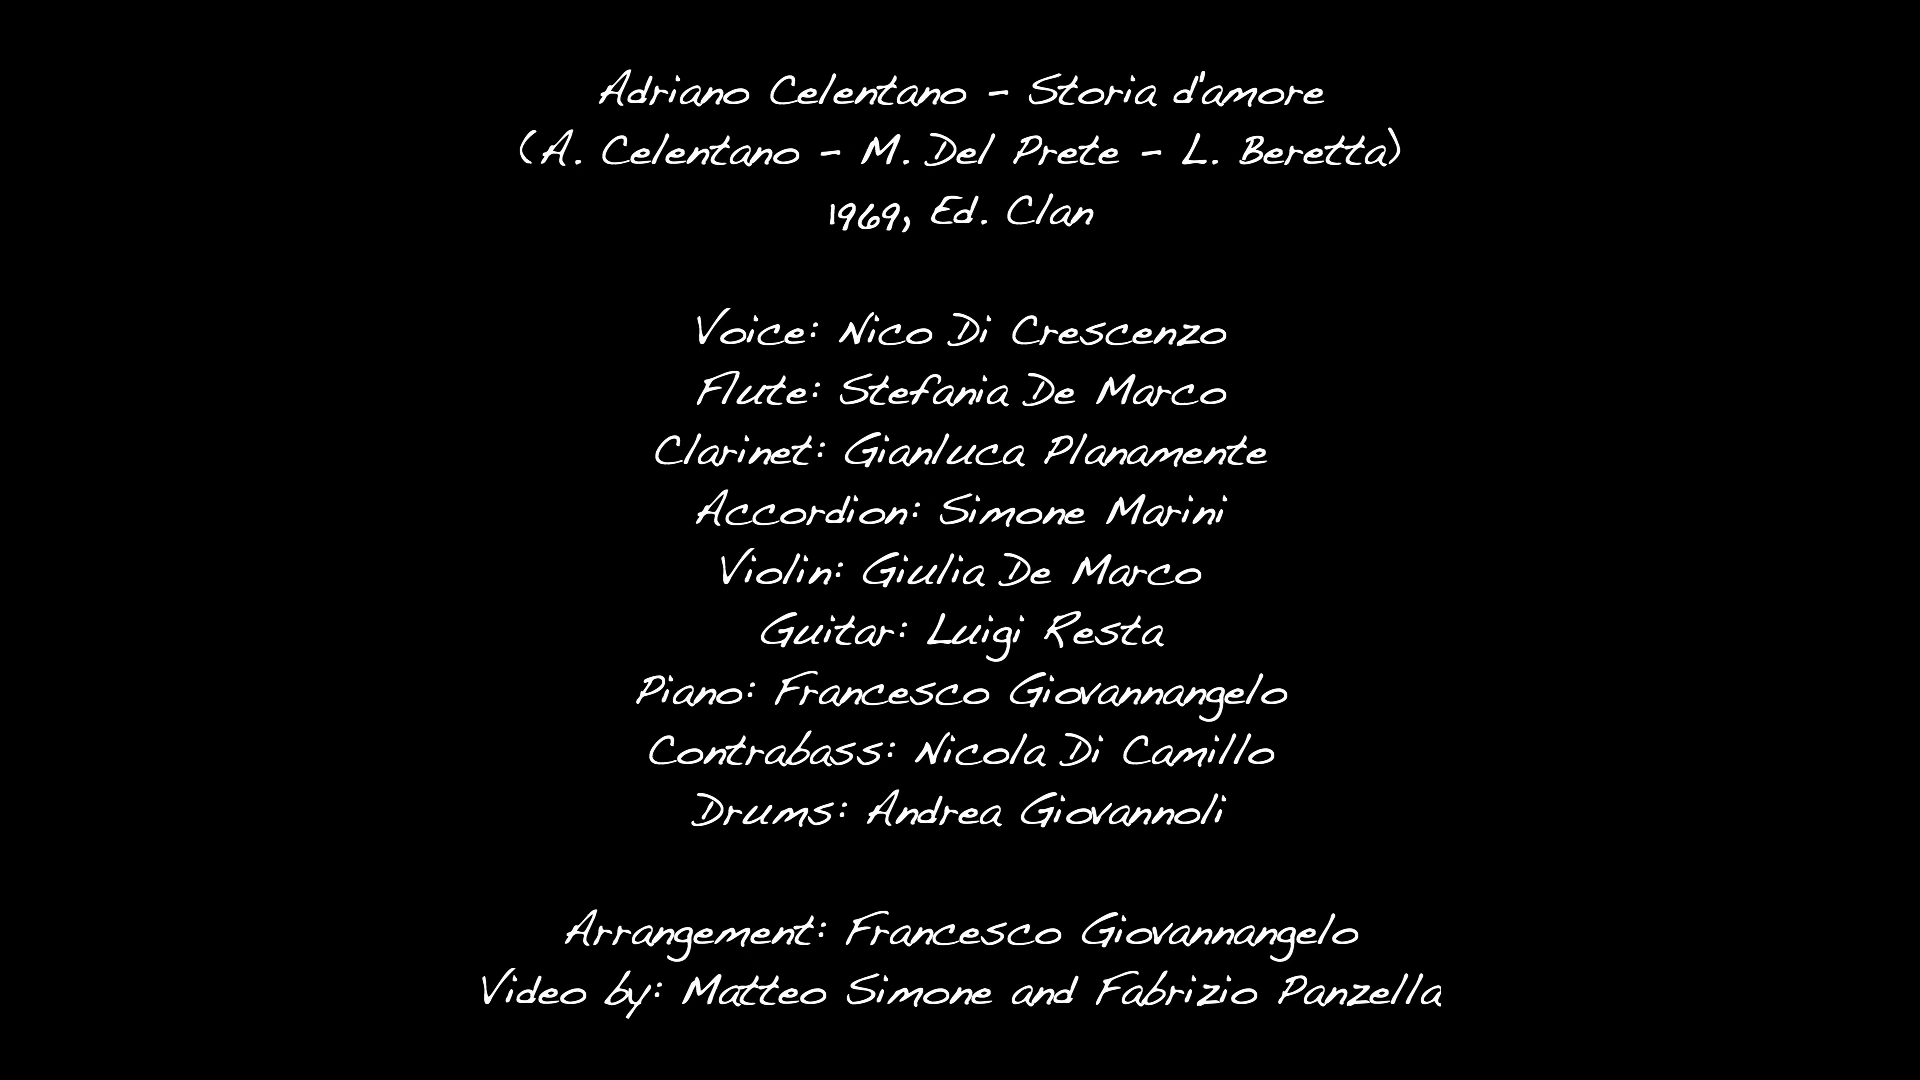 Adriano Celentano - Storia d'amore
(A. Celentano - M. Del Prete - L. Beretta)
1969, Ed. Clan
Voice: Nico Di Crescenzo
Flute: Stefania De Marco
Clarinet: Gianluca Planamente
Accordion: Simone Marini
Violin: Giulia De Marco
Guitar: Luigi Resta
Piano: Francesco Giovannangelo
Contrabass: Nicola Di Camillo
Drums: Andrea Giovannoli
Arrangement: Francesco Giovannangelo
Video by: Matteo Simone and Fabrizio Panzella